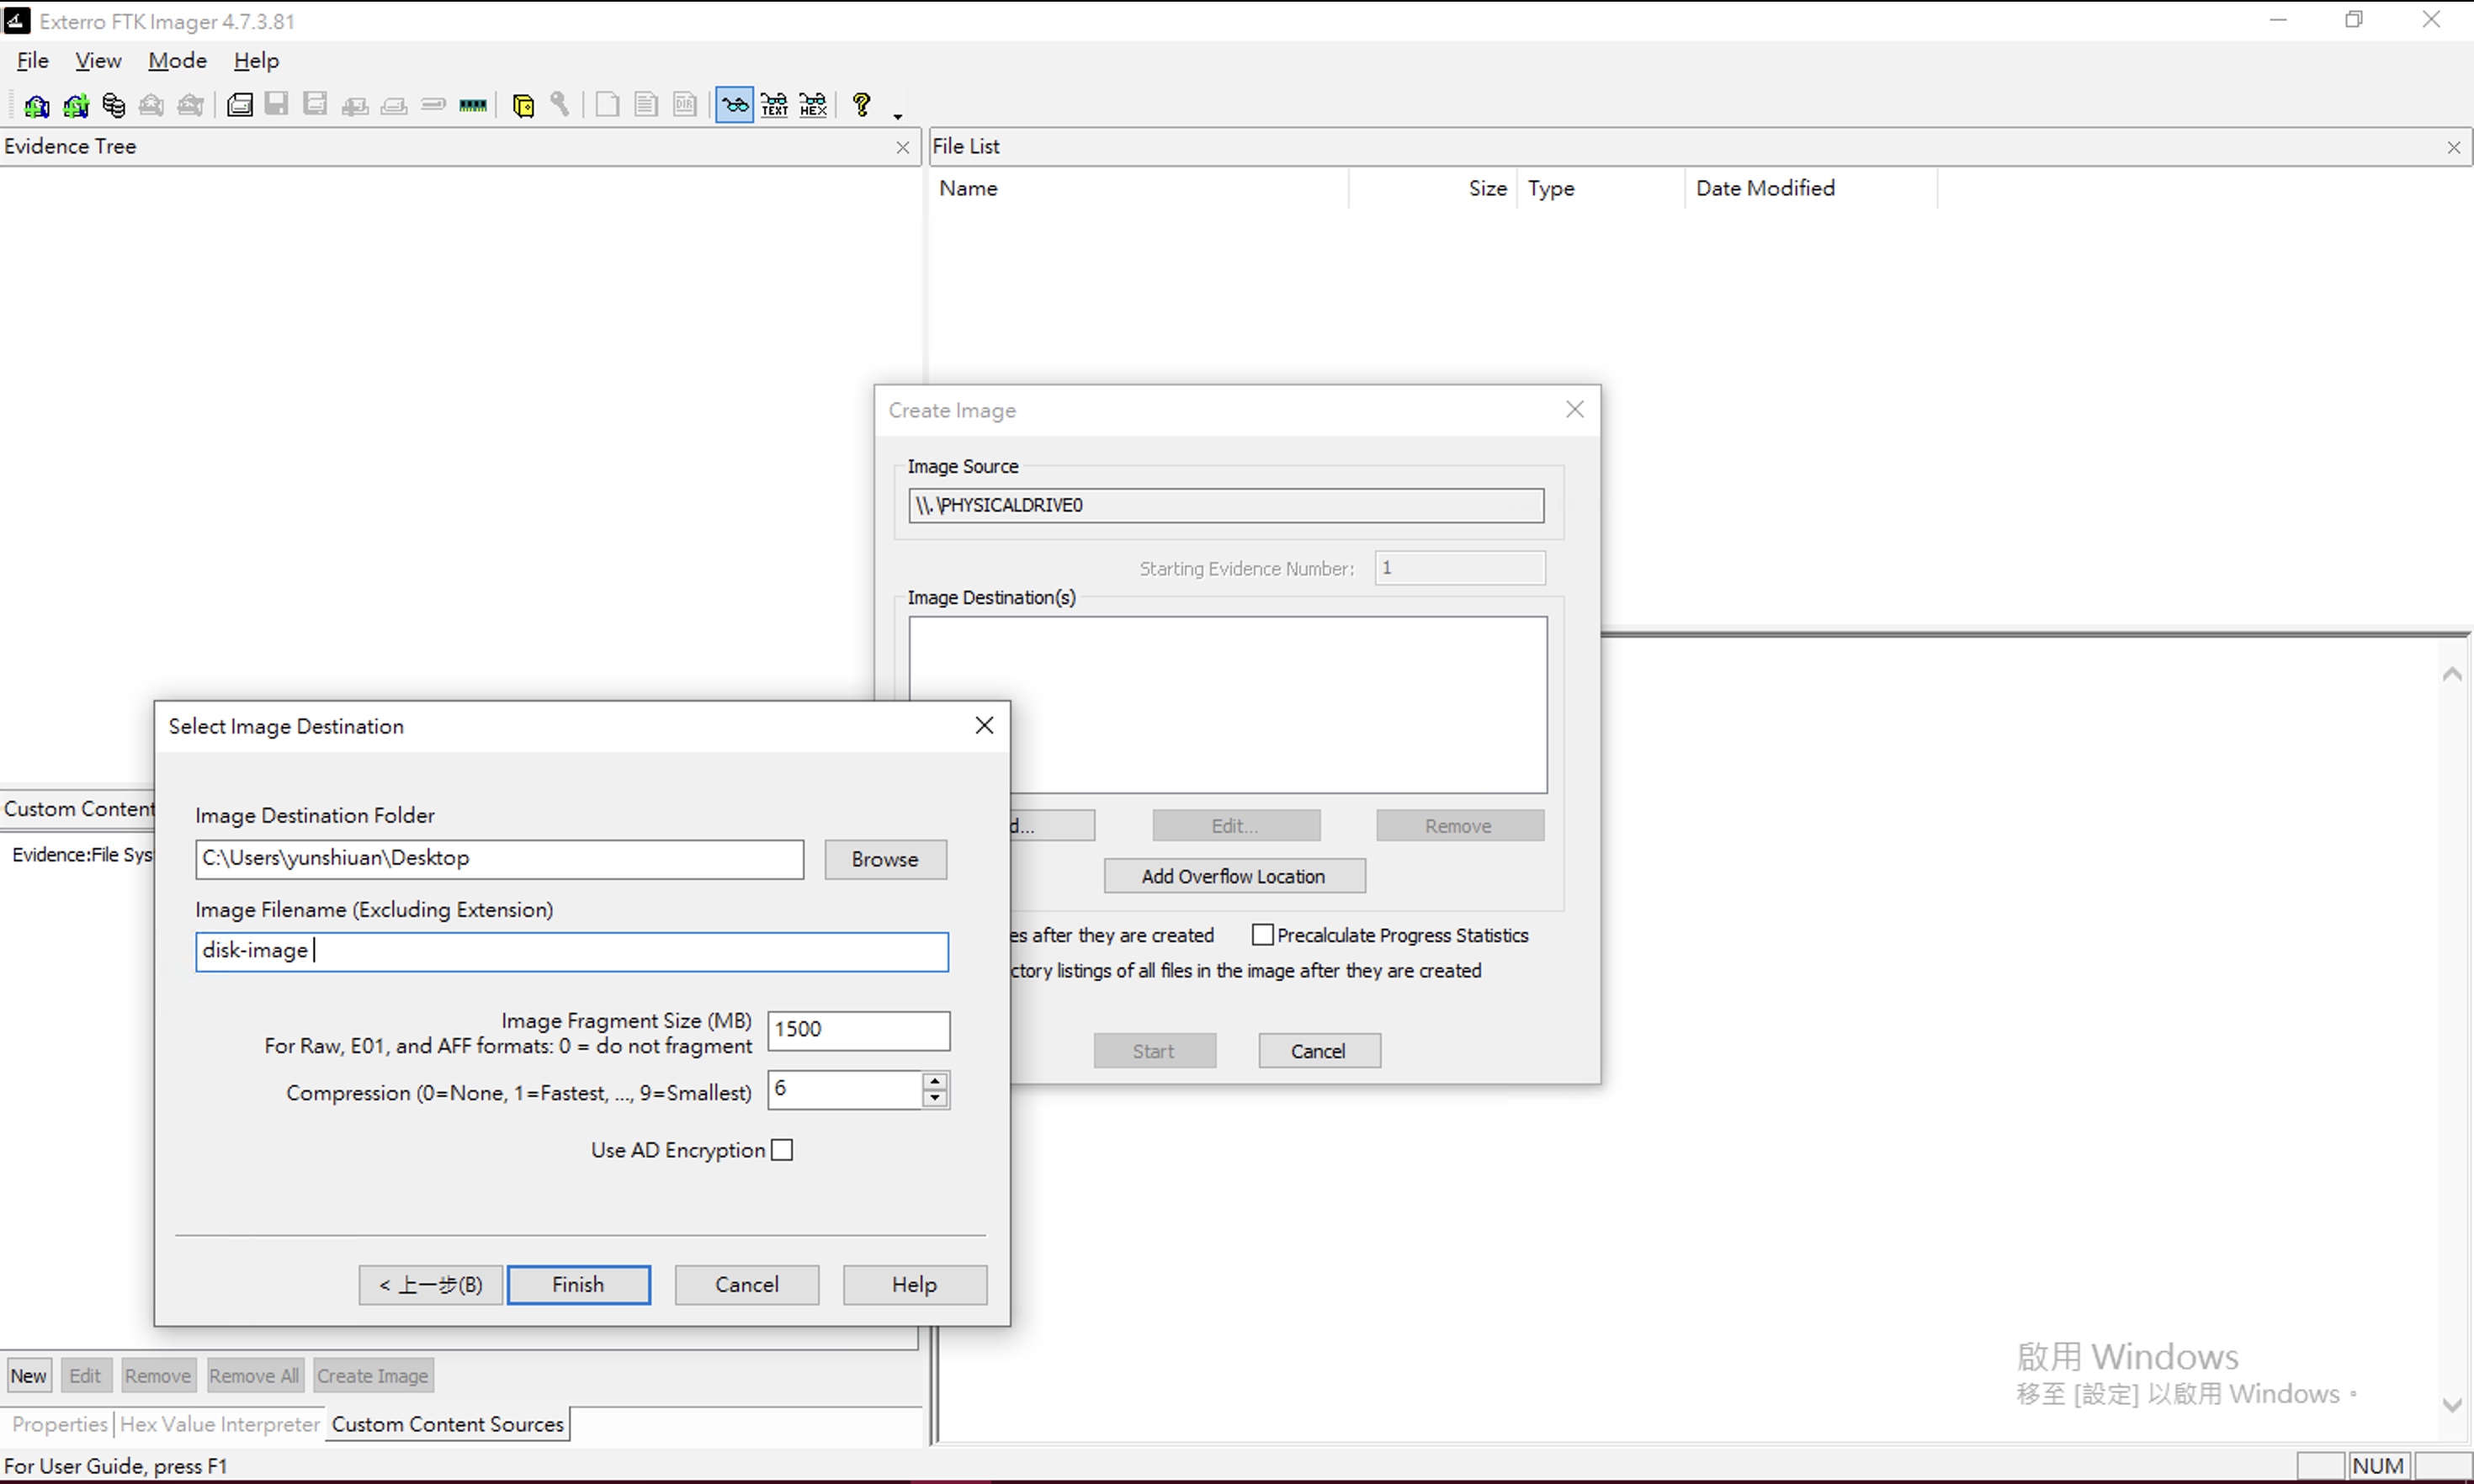 Exterro FTK Imager 4.7.3.81
File View Mode Help
TEXT HEX
DIR
Evidence Tree
File List
Name Size Type Date Modified
Create Image
Image Source
\\.\PHYSICALDRIVE0
Starting Evidence Number: 1
Image Destination(s)
d... Edit... Remove
Add Overflow Location
es after they are created Precalculate Progress Statistics
ctory listings of all files in the image after they are created
Start Cancel
Select Image Destination
Image Destination Folder
C:\Users\yunshiuan\Desktop Browse
Image Filename (Excluding Extension)
disk-image
Image Fragment Size (MB) 1500
For Raw, E01, and AFF formats: 0 = do not fragment
Compression (0=None, 1=Fastest, ..., 9=Smallest) 6
Use AD Encryption
< 上一步(B) Finish Cancel Help
Custom Content
Evidence:File Sys
New Edit Remove Remove All Create Image
Properties Hex Value Interpreter Custom Content Sources
啟用 Windows
移至 [設定] 以啟用 Windows。
For User Guide, press F1
NUM